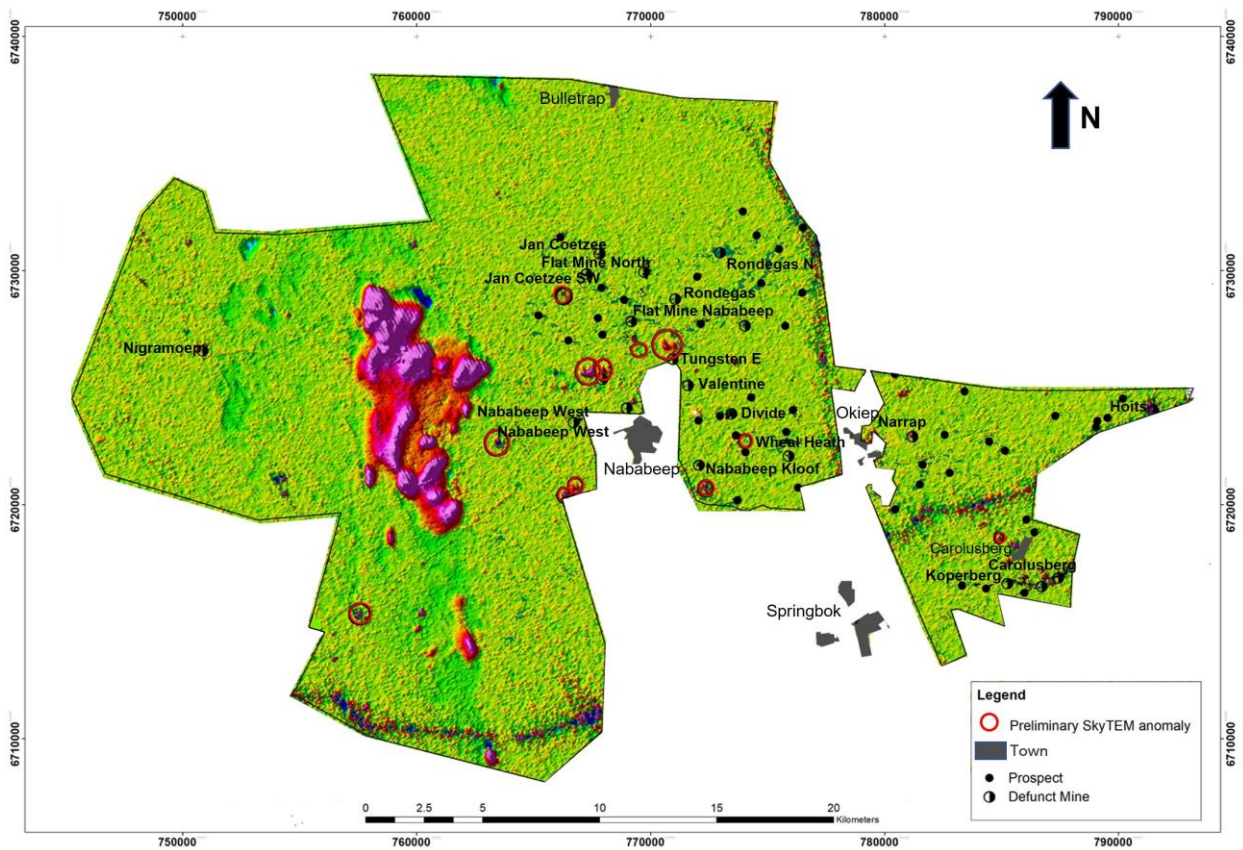 750000 760000 770000 780000 790000
6740000 6740000
Bulletrap
N
Jan Coetzee
Flat Mine North
Rondegas N
6730000 6730000
Jan Coetzee SW
Rondegas
Flat Mine Nababeep
Nigramoeps
Tungsten E
Valentine
Hoits
Nababeep West
Divide
Okiep
Narrap
Nababeep West
Wheal Heath
Nababeep
Nababeep Kloof
6720000 6720000
Carolusberg
Carolusberg
Koperberg
Springbok
Legend
Preliminary SkyTEM anomaly
Town
Prospect
Defunct Mine
6710000 6710000
0 2.5 5 10 15 20
Kilometers
750000 760000 770000 780000 790000